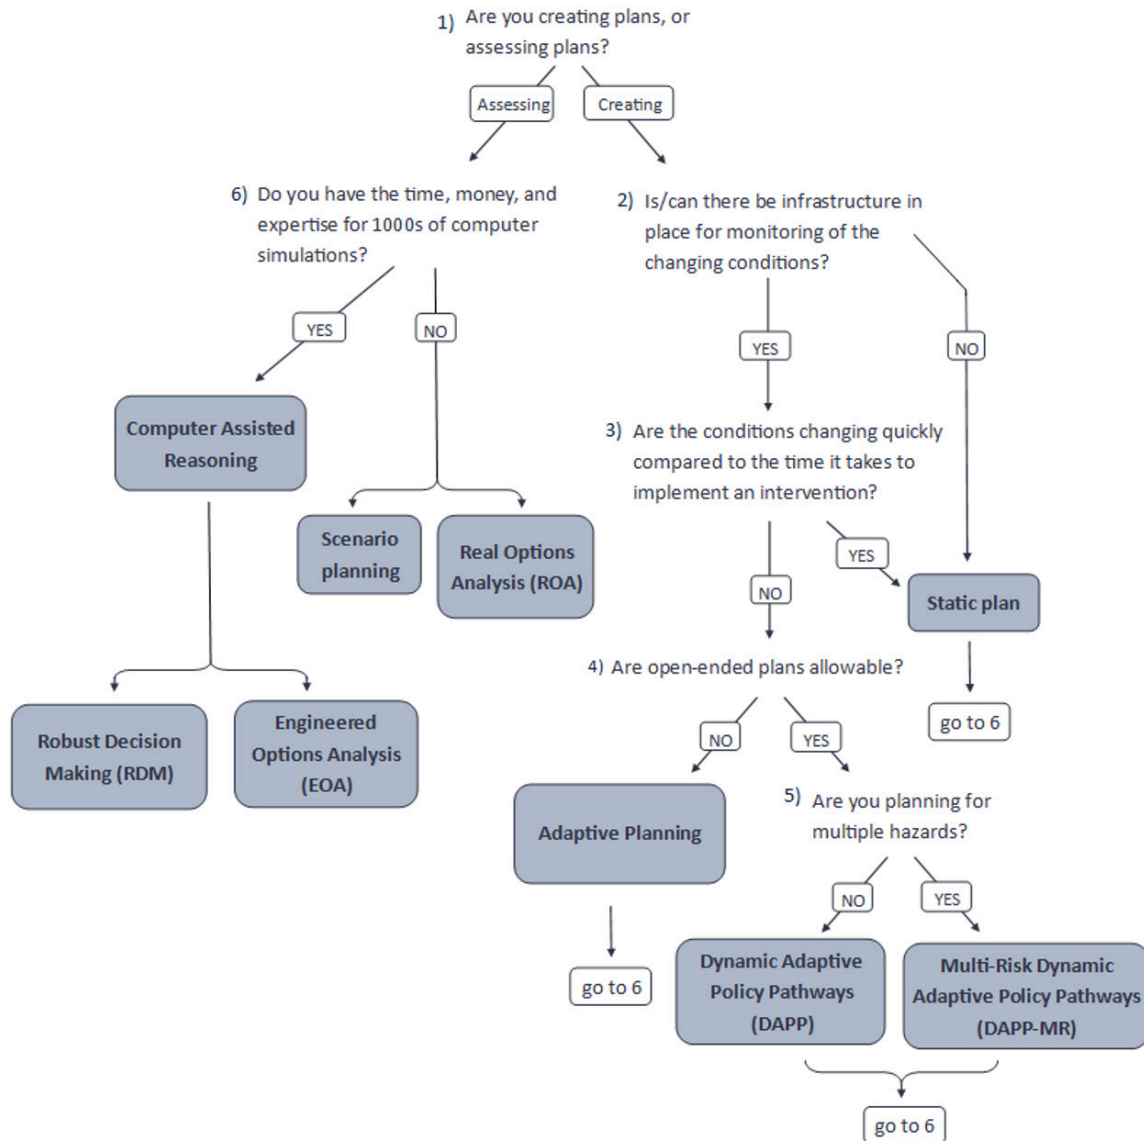 1) Are you creating plans, or
assessing plans?
Assessing
Creating
6) Do you have the time, money, and
expertise for 1000s of computer
simulations?
YES
NO
Computer Assisted
Reasoning
Scenario
planning
Real Options
Analysis (ROA)
Robust Decision
Making (RDM)
Engineered
Options Analysis
(EOA)
2) Is/can there be infrastructure in
place for monitoring of the
changing conditions?
YES
NO
3) Are the conditions changing quickly
compared to the time it takes to
implement an intervention?
YES
NO
Static plan
go to 6
4) Are open-ended plans allowable?
NO
YES
Adaptive Planning
go to 6
5) Are you planning for
multiple hazards?
NO
YES
Dynamic Adaptive
Policy Pathways
(DAPP)
Multi-Risk Dynamic
Adaptive Policy Pathways
(DAPP-MR)
go to 6